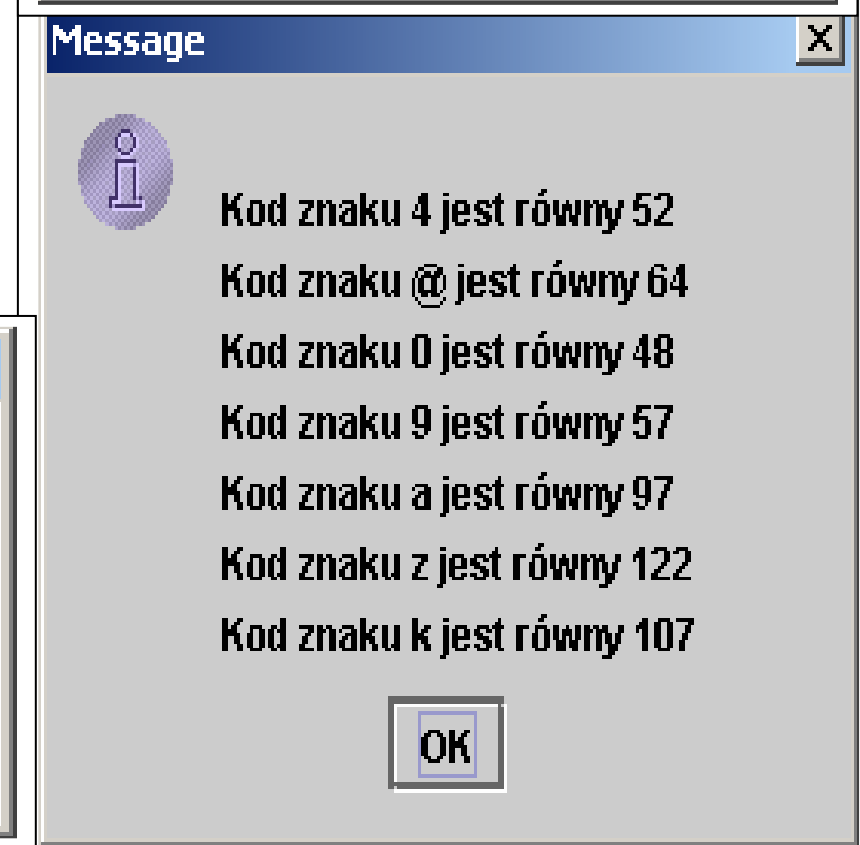 Message
Kod znaku 4 jest równy 52
Kod znaku @ jest równy 64
Kod znaku 0 jest równy 48
Kod znaku 9 jest równy 57
Kod znaku a jest równy 97
Kod znaku z jest równy 122
Kod znaku k jest równy 107
OK